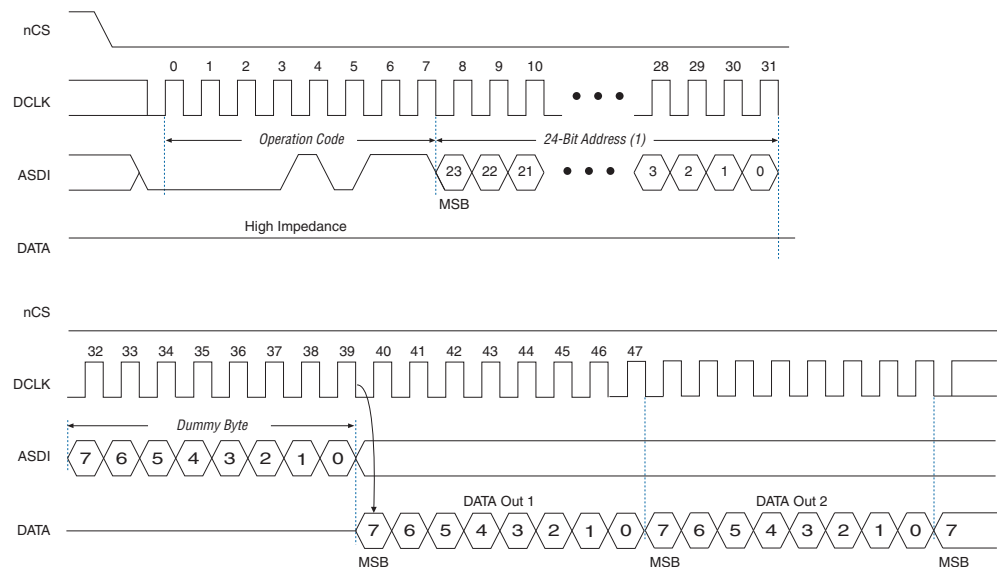 nCS
0 1 2 3 4 5 6 7 8 9 10 28 29 30 31
DCLK
Operation Code 24-Bit Address (1)
ASDI 23 22 21 3 2 1 0
MSB
High Impedance
DATA
nCS
32 33 34 35 36 37 38 39 40 41 42 43 44 45 46 47
DCLK
Dummy Byte
ASDI 7 6 5 4 3 2 1 0
DATA Out 1 DATA Out 2
DATA 7 6 5 4 3 2 1 0 7 6 5 4 3 2 1 0 7
MSB MSB MSB